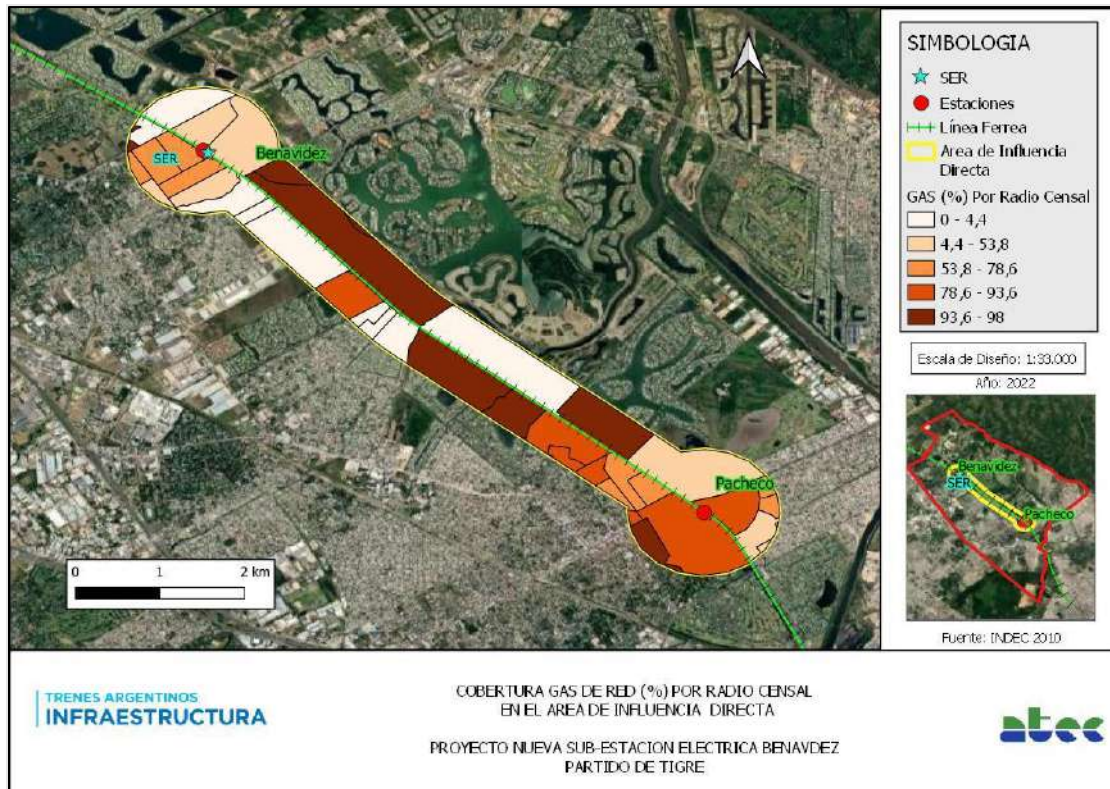 Benavidez
SER
Pacheco
0 1 2 km
SIMBOLOGIA
SER
Estaciones
Línea Ferrea
Area de Influencia
Directa
GAS (%) Por Radio Censal
0 - 4,4
4,4 - 53,8
53,8 - 78,6
78,6 - 93,6
93,6 - 98
Escala de Diseño: 1:33.000
Año: 2022
Benavidez
SER
Pacheco
Fuente: INDEC 2010
TRENES ARGENTINOS
INFRAESTRUCTURA
COBERTURA GAS DE RED (%) POR RADIO CENSAL
EN EL AREA DE INFLUENCIA DIRECTA
PROYECTO NUEVA SUB-ESTACION ELECTRICA BENAVDEZ
PARTIDO DE TIGRE
atec